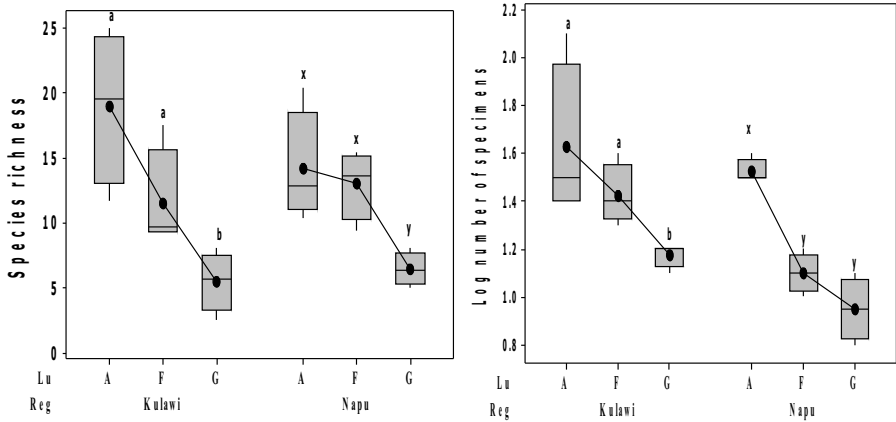 Species richness
25
20
15
10
5
0
a
a
b
x
x
y
Lu A F G A F G
Reg Kulawi Napu
Log number of specimens
2.2
2.0
1.8
1.6
1.4
1.2
1.0
0.8
a
a
b
x
y
y
Lu A F G A F G
Reg Kulawi Napu